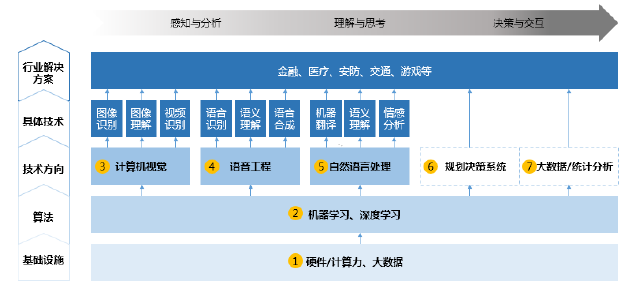 感知与分析 理解与思考 决策与交互
行业解决
方案
金融、医疗、安防、交通、游戏等
具体技术
图像
识别
图像
理解
视频
识别
语音
识别
语义
理解
语音
合成
机器
翻译
语义
理解
情感
分析
技术方向
3 计算机视觉
4 语音工程
5 自然语言处理
6 规划决策系统
7 大数据/统计分析
算法
2 机器学习、深度学习
基础设施
1 硬件/计算力、大数据